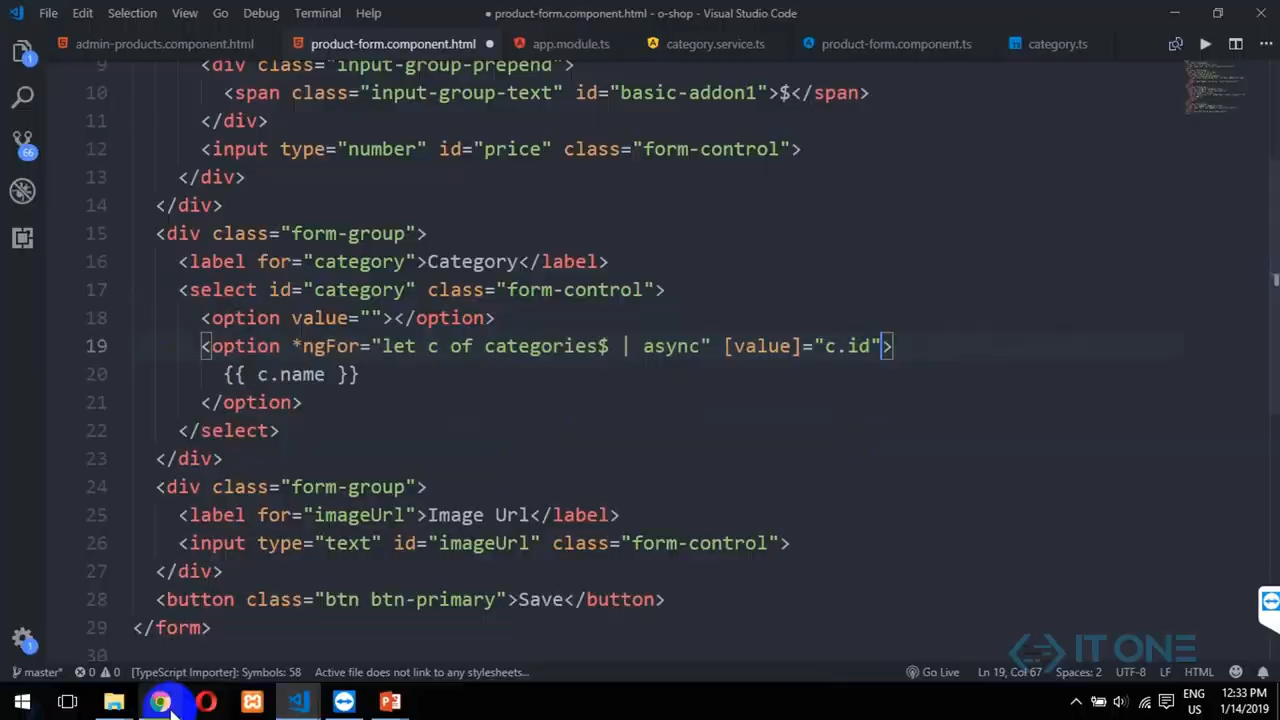 File Edit Selection View Go Debug Terminal Help
● product-form.component.html - o-shop - Visual Studio Code
admin-products.component.html product-form.component.html app.module.ts category.service.ts product-form.component.ts category.ts
9 <div class="input-group-prepend">
10 <span class="input-group-text" id="basic-addon1">$</span>
11 </div>
12 <input type="number" id="price" class="form-control">
13 </div>
14 </div>
15 <div class="form-group">
16 <label for="category">Category</label>
17 <select id="category" class="form-control">
18 <option value=""></option>
19 <option *ngFor="let c of categories$ | async" [value]="c.id">
20 {{ c.name }}
21 </option>
22 </select>
23 </div>
24 <div class="form-group">
25 <label for="imageUrl">Image Url</label>
26 <input type="text" id="imageUrl" class="form-control">
27 </div>
28 <button class="btn btn-primary">Save</button>
29 </form>
30
1
66
1
IT ONE
master* 0 0 [TypeScript Importer]: Symbols: 58 Active file does not link to any stylesheets... Go Live Ln 19, Col 67 Spaces: 2 UTF-8 LF HTML
ENG 12:33 PM
US 1/14/2019